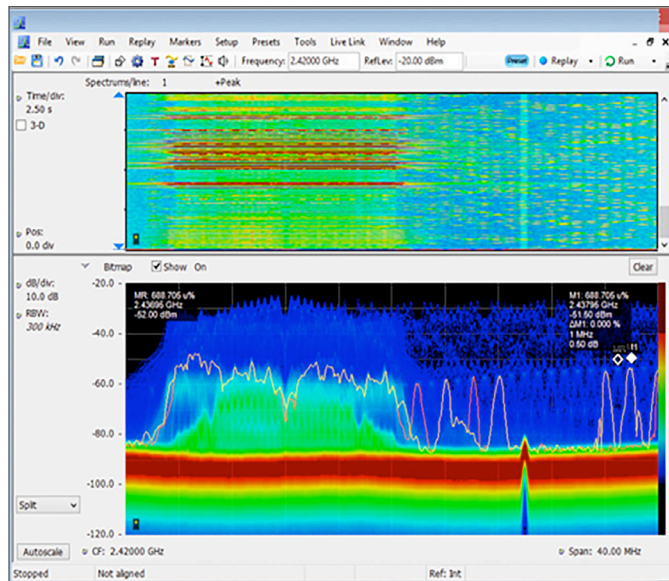 File View Run Replay Markers Setup Presets Tools Live Link Window Help
Frequency: 2.42000 GHz RefLev: -20.00 dBm Preset Replay Run
Spectrums/line: 1 +Peak
Time/div:
2.50 s
3-D
Pos:
0.0 div
Bitmap Show On Clear
dB/div:
10.0 dB
RBW:
300 kHz
-20.0
MR: 688.705 u%
2.43695 GHz
-52.00 dBm
M1: 688.705 u%
2.43795 GHz
-51.50 dBm
ΔM1: 0.000 %
1 MHz
0.50 dB
-40.0
-60.0
-80.0
-100.0
-120.0
Split
Autoscale CF: 2.42000 GHz Span: 40.00 MHz
Stopped Not aligned Ref: Int